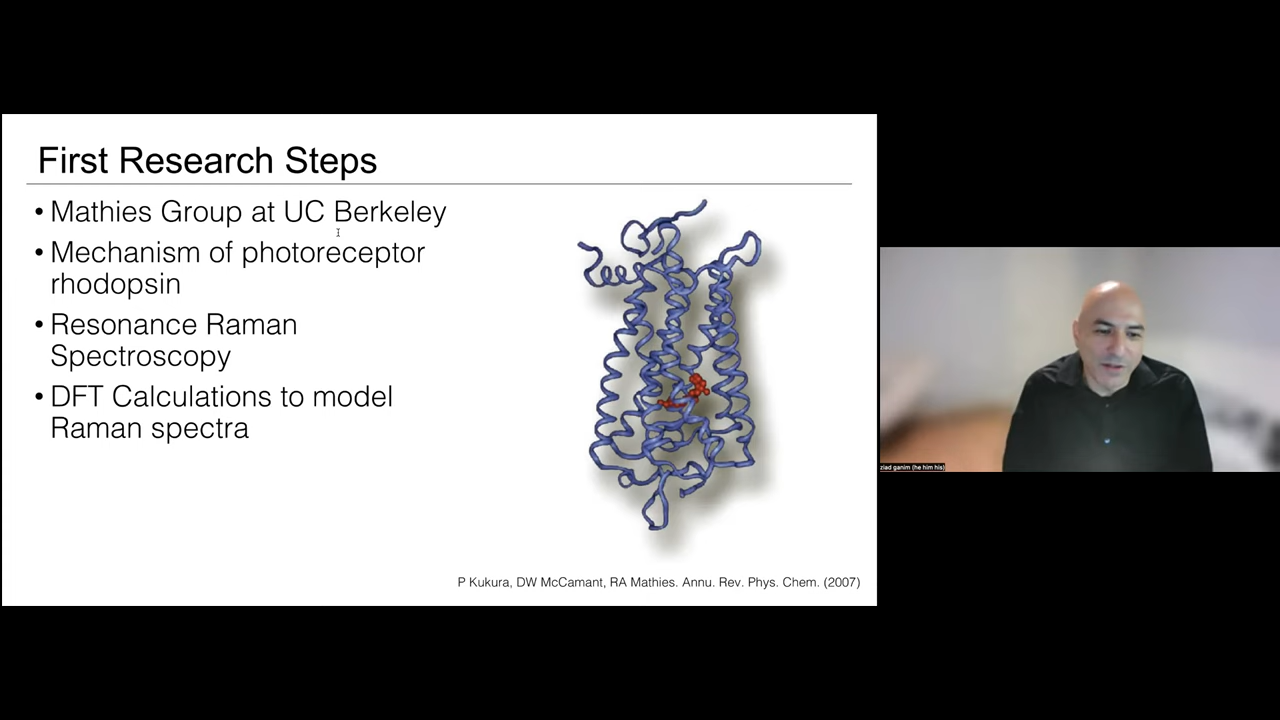 First Research Steps
• Mathies Group at UC Berkeley
• Mechanism of photoreceptor
rhodopsin
• Resonance Raman
Spectroscopy
• DFT Calculations to model
Raman spectra
P Kukura, DW McCamant, RA Mathies. Annu. Rev. Phys. Chem. (2007)
ziad ganim (he him his)